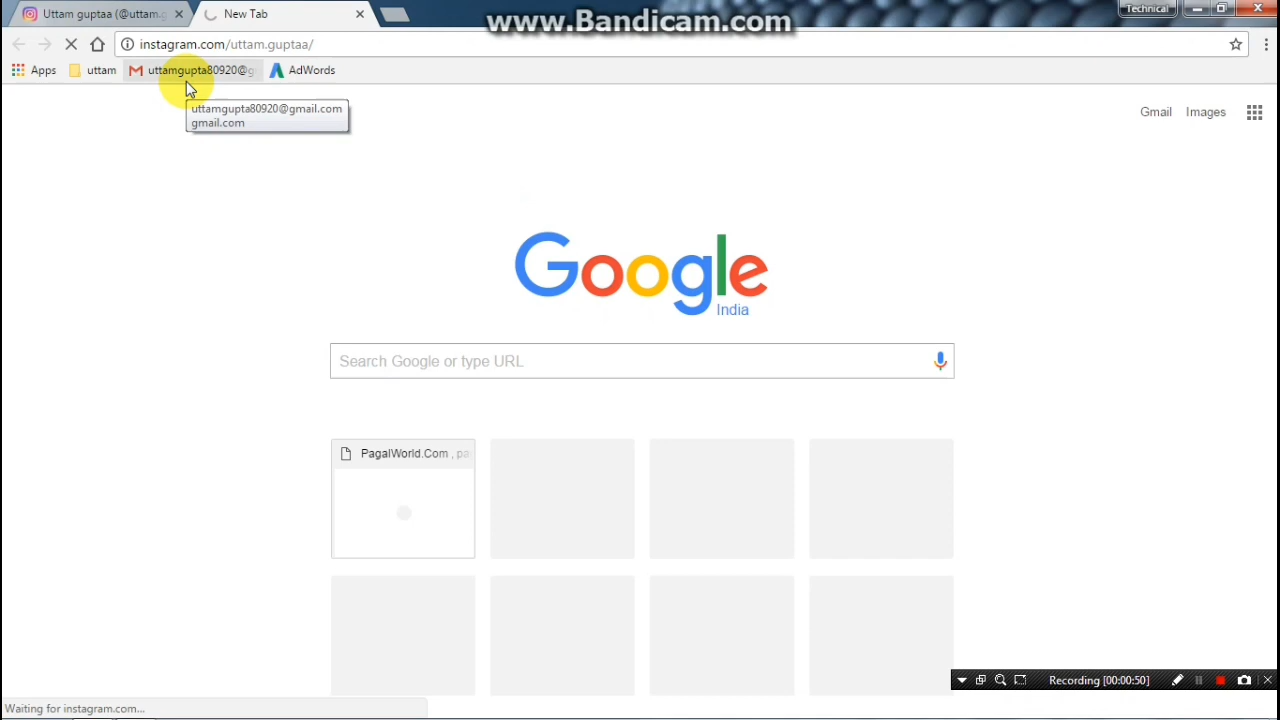 www.Bandicam.com
Uttam guptaa (@uttam.g
New Tab
Technical
instagram.com/uttam.guptaa/
Apps
uttam
uttamgupta80920@g
AdWords
uttamgupta80920@gmail.com
gmail.com
Gmail
Images
Google
India
Search Google or type URL
PagalWorld.Com , pa
Recording [00:00:50]
Waiting for instagram.com...